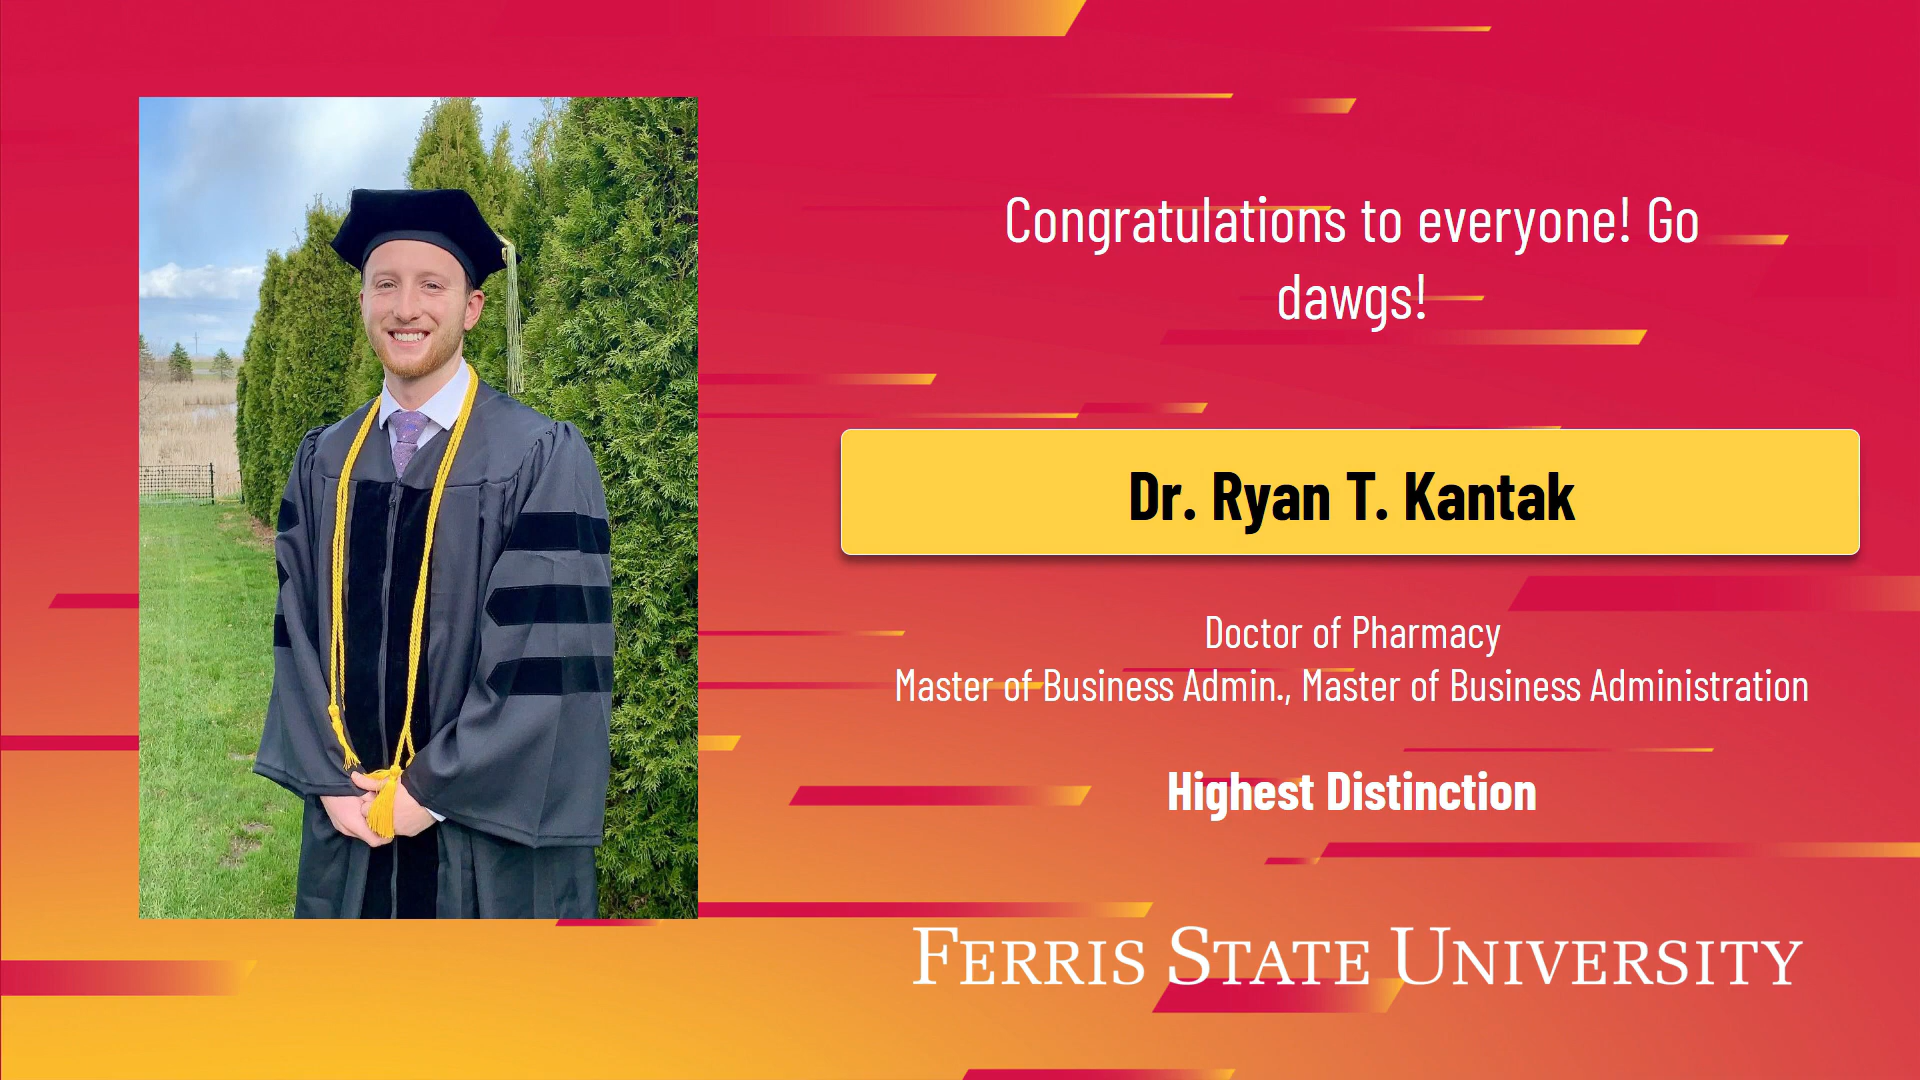 Congratulations to everyone! Go
dawgs!
Dr. Ryan T. Kantak
Doctor of Pharmacy
Master of Business Admin., Master of Business Administration
Highest Distinction
FERRIS STATE UNIVERSITY